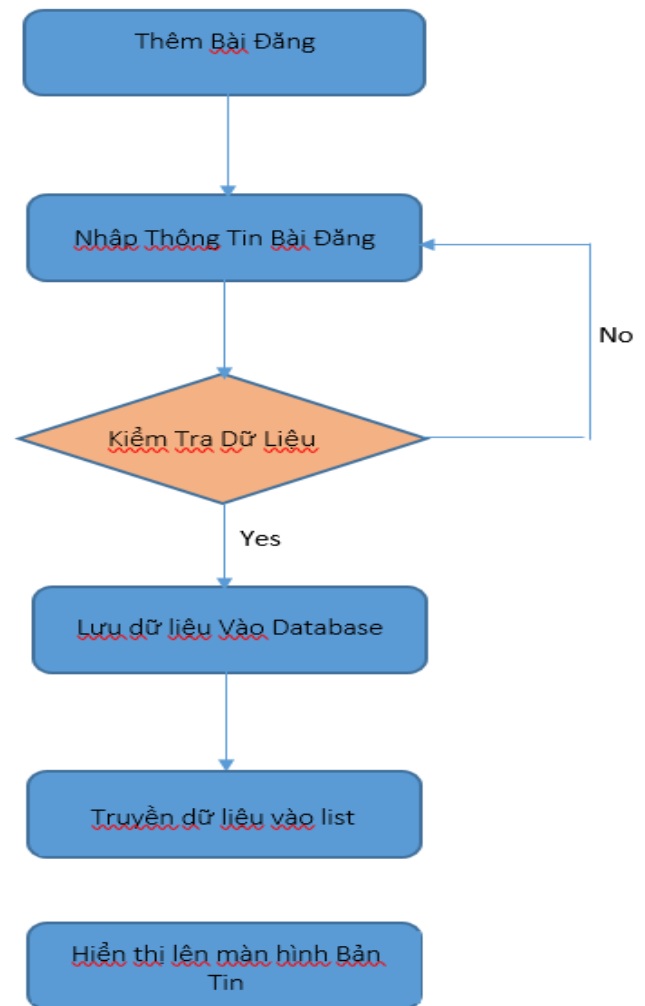 Thêm Bài Đăng
Nhập Thông Tin Bài Đăng
No
Kiểm Tra Dữ Liệu
Yes
Lưu dữ liệu Vào Database
Truyền dữ liệu vào list
Hiển thi lên màn hình Bản
Tin